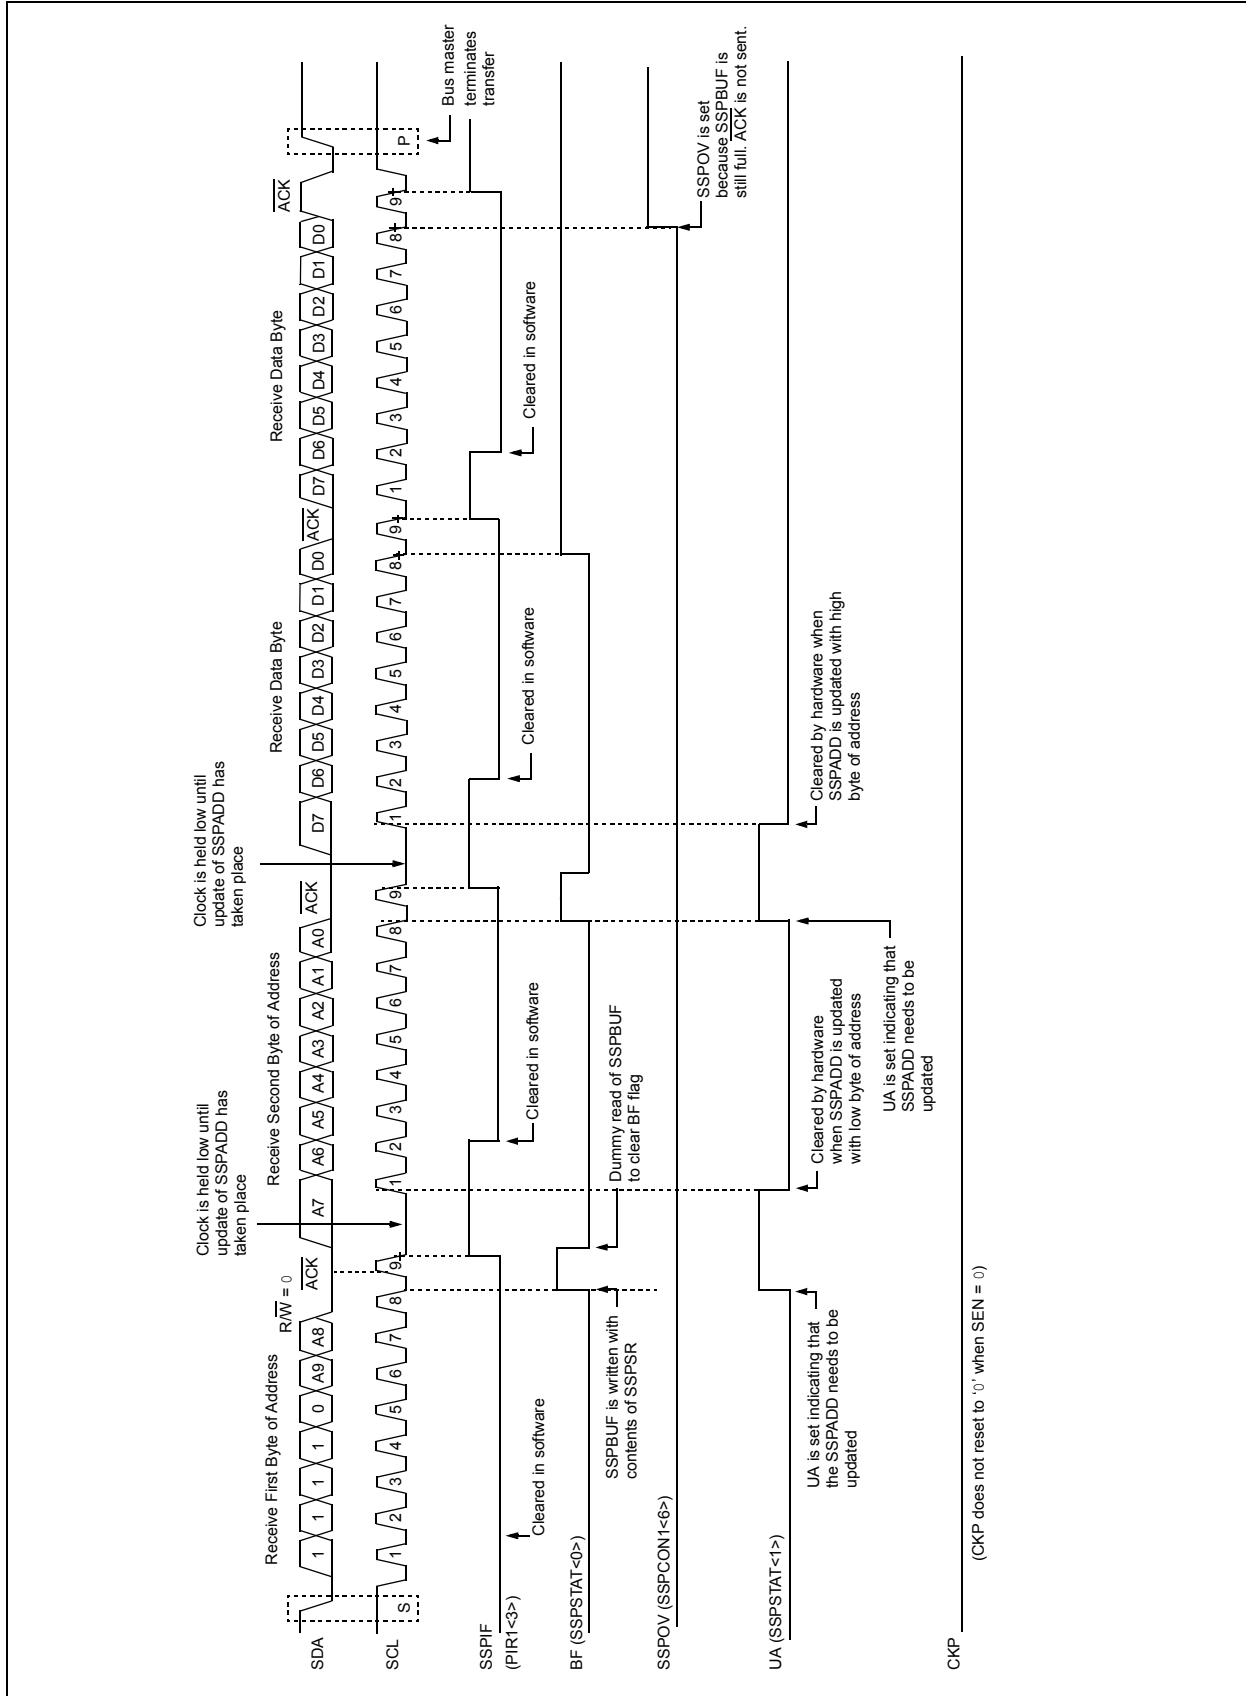 Receive First Byte of Address
R/W = 0
ACK
Clock is held low until
update of SSPADD has
taken place
Receive Second Byte of Address
ACK
Clock is held low until
update of SSPADD has
taken place
Receive Data Byte
ACK
Receive Data Byte
ACK
SDA
1 1 1 1 0 A9 A8 A7 A6 A5 A4 A3 A2 A1 A0 D7 D6 D5 D4 D3 D2 D1 D0 D7 D6 D5 D4 D3 D2 D1 D0
SCL
S 1 2 3 4 5 6 7 8 9 1 2 3 4 5 6 7 8 9 1 2 3 4 5 6 7 8 9 1 2 3 4 5 6 7 8 9 P
Bus master
terminates
transfer
SSPIF
(PIR1<3>)
Cleared in software
Cleared in software
Cleared in software
Cleared in software
BF (SSPSTAT<0>)
SSPBUF is written with
contents of SSPSR
Dummy read of SSPBUF
to clear BF flag
SSPOV (SSPCON1<6>)
SSPOV is set
because SSPBUF is
still full. ACK is not sent.
UA (SSPSTAT<1>)
UA is set indicating that
the SSPADD needs to be
updated
Cleared by hardware
when SSPADD is updated
with low byte of address
UA is set indicating that
SSPADD needs to be
updated
Cleared by hardware when
SSPADD is updated with high
byte of address
CKP
(CKP does not reset to ‘0’ when SEN = 0)